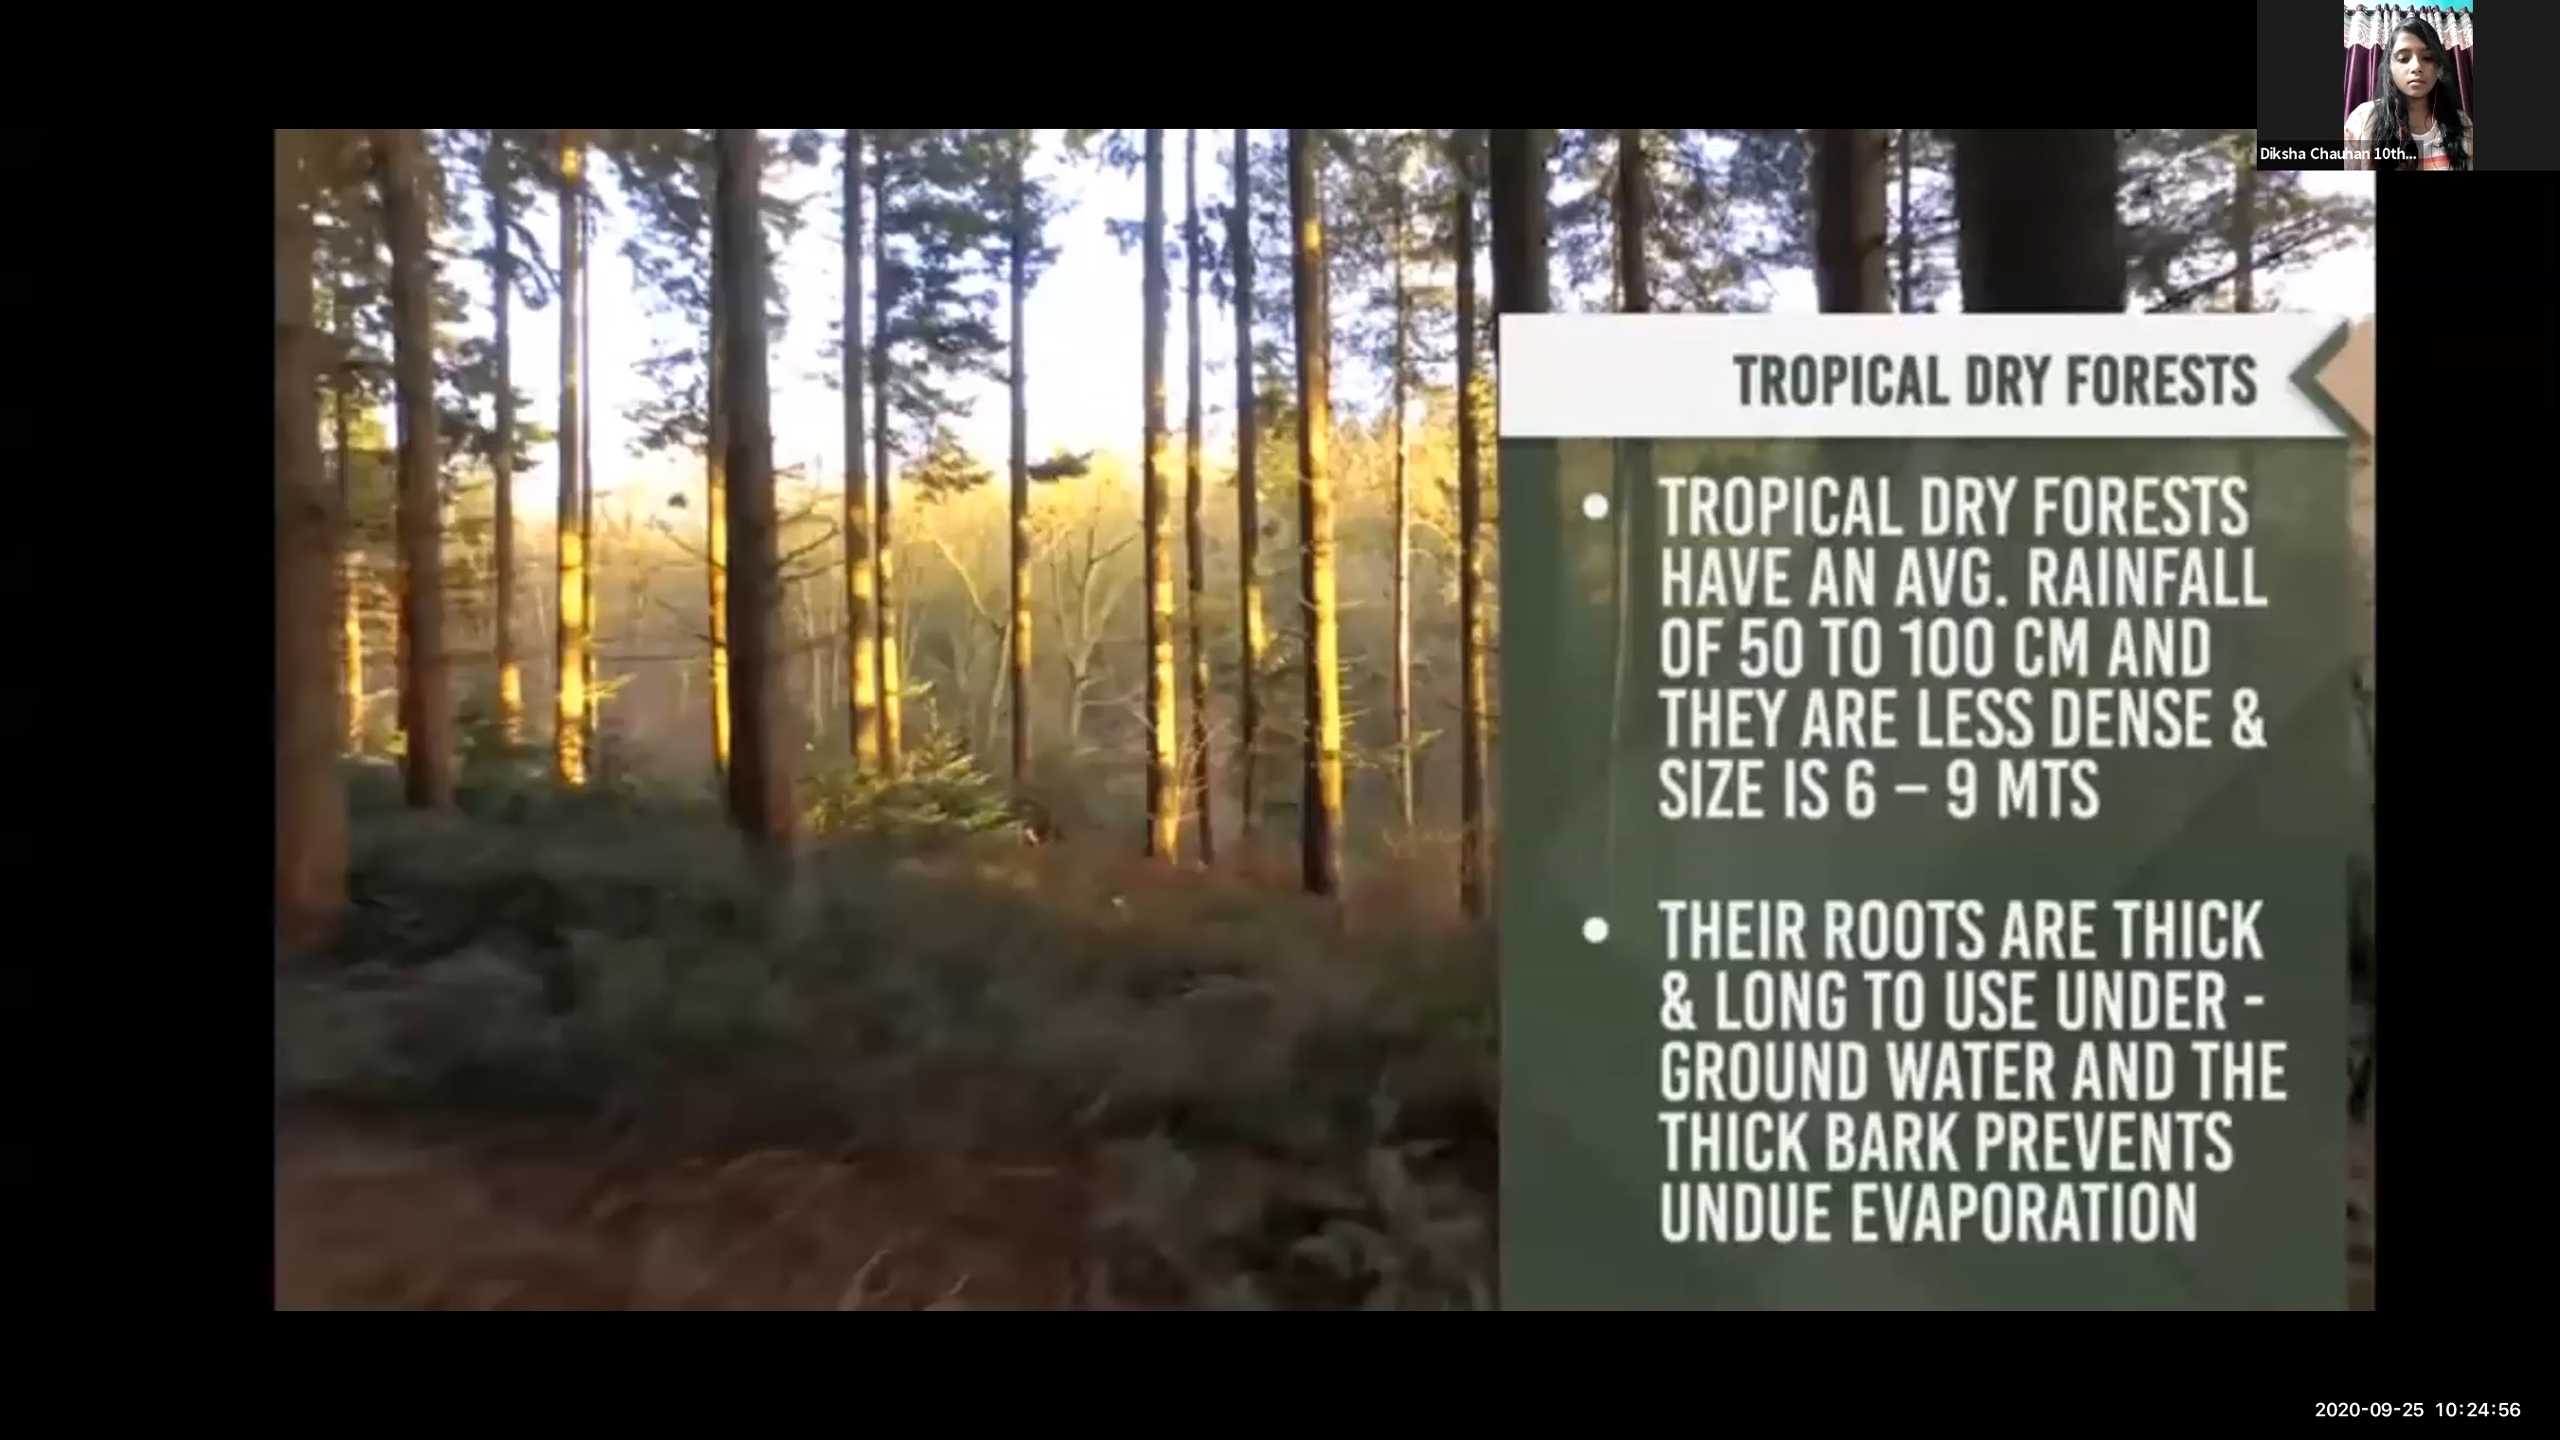 Diksha Chauhan 10th...
TROPICAL DRY FORESTS
• TROPICAL DRY FORESTS
HAVE AN AVG. RAINFALL
OF 50 TO 100 CM AND
THEY ARE LESS DENSE &
SIZE IS 6 – 9 MTS
• THEIR ROOTS ARE THICK
& LONG TO USE UNDER -
GROUND WATER AND THE
THICK BARK PREVENTS
UNDUE EVAPORATION
2020-09-25 10:24:56